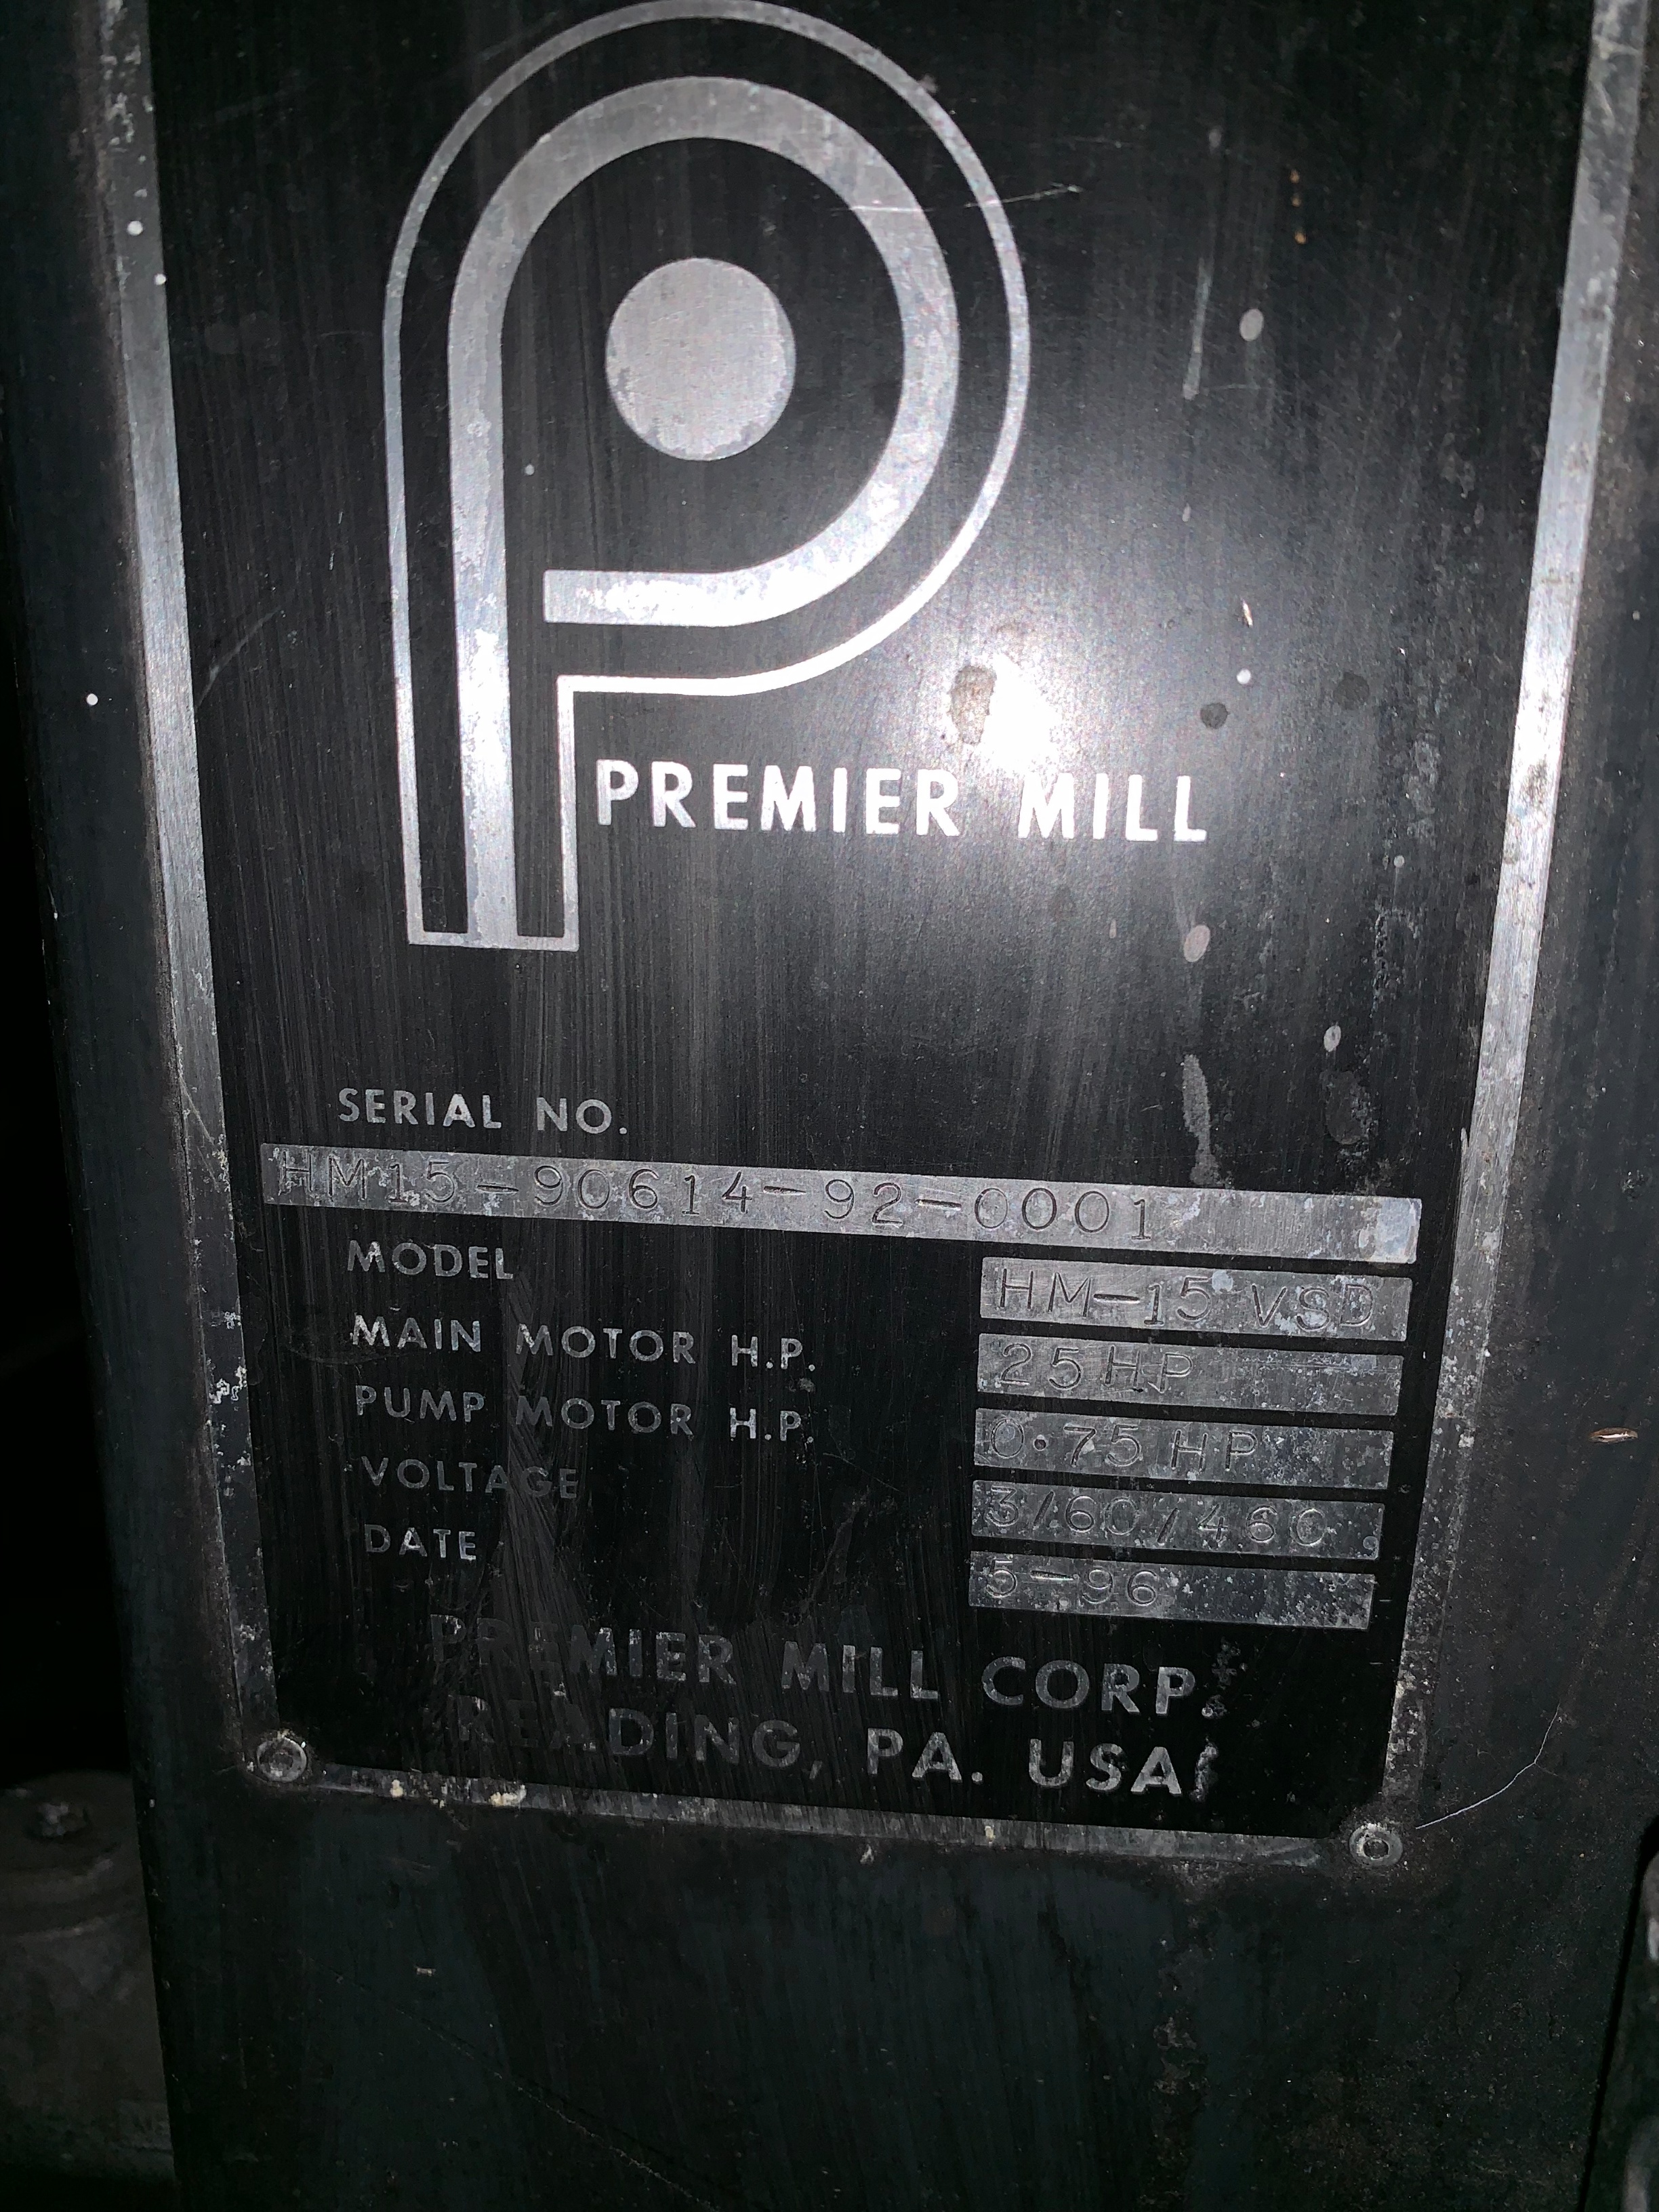 PREMIER MILL
SERIAL NO.
HM15-90614-92-0001
MODEL HM-15 VSD
MAIN MOTOR H.P. 25HP
PUMP MOTOR H.P. 0.75 HP
VOLTAGE 3/60/460
DATE 5-96
PREMIER MILL CORP.
READING, PA. USA